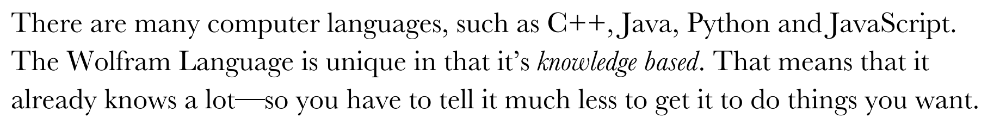 There are many computer languages, such as C++, Java, Python and JavaScript.
The Wolfram Language is unique in that it’s knowledge based. That means that it
already knows a lot—so you have to tell it much less to get it to do things you want.